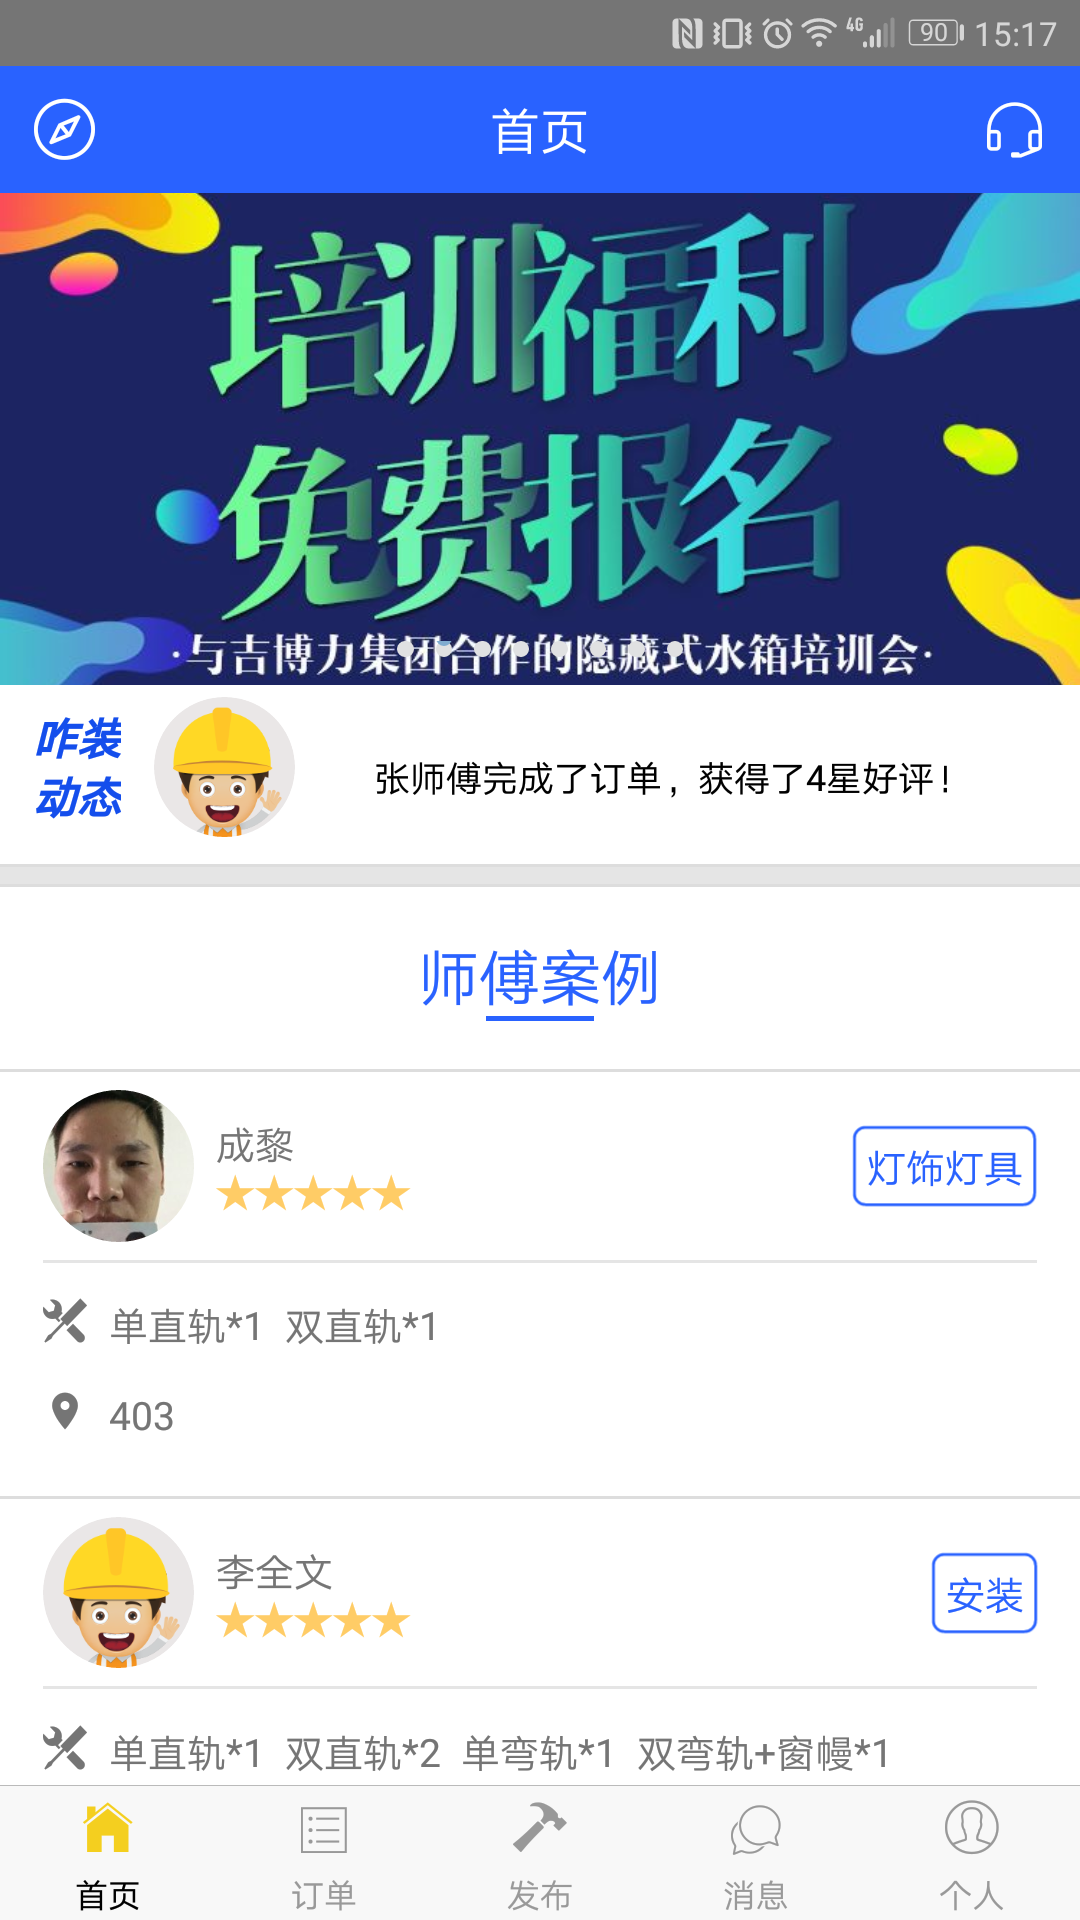 4G 90 15:17
首页
培训福利
免费报名
·与吉博力集团合作的隐藏式水箱培训会·
咋装
动态
张师傅完成了订单，获得了4星好评！
师傅案例
成黎
灯饰灯具
单直轨*1 双直轨*1
403
李全文
安装
单直轨*1 双直轨*2 单弯轨*1 双弯轨+窗幔*1
首页 订单 发布 消息 个人